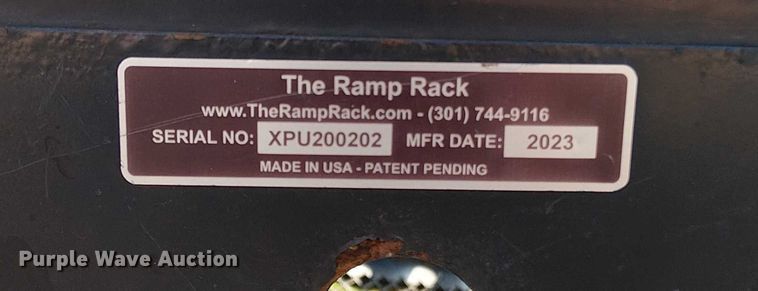 The Ramp Rack
www.TheRampRack.com - (301) 744-9116
SERIAL NO: XPU200202 MFR DATE: 2023
MADE IN USA - PATENT PENDING
Purple Wave Auction